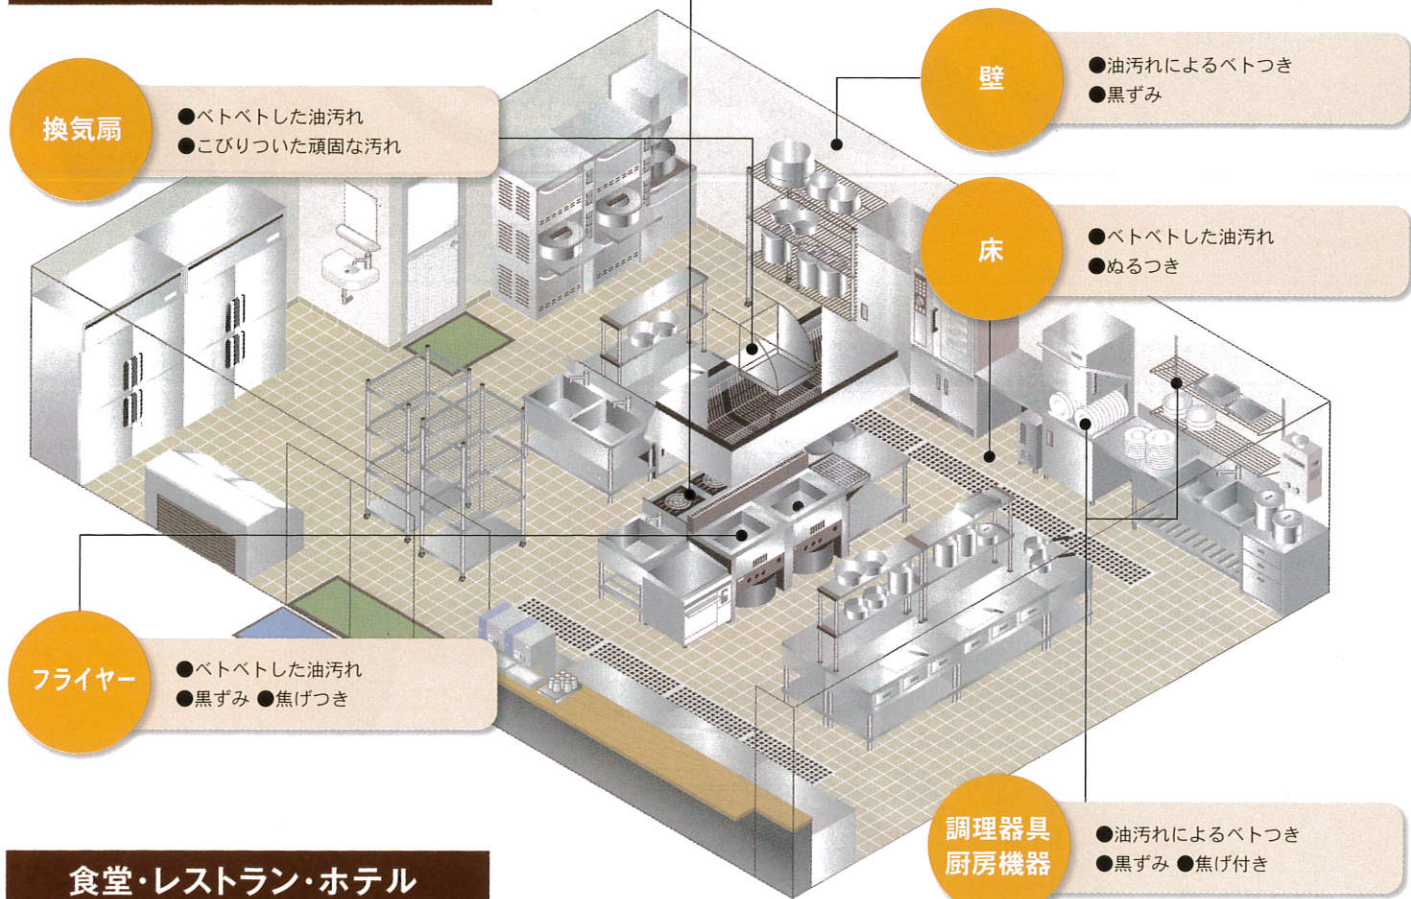 換気扇
●ベトベトした油汚れ
●こびりついた頑固な汚れ
壁
●油汚れによるベトつき
●黒ずみ
床
●ベトベトした油汚れ
●ぬるつき
フライヤー
●ベトベトした油汚れ
●黒ずみ ●焦げつき
調理器具
厨房機器
●油汚れによるベトつき
●黒ずみ ●焦げ付き
食堂・レストラン・ホテル